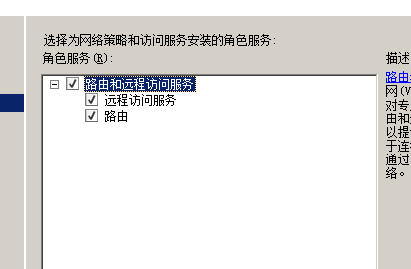 选择为网络策略和访问服务安装的角色服务:
角色服务(R):
路由和远程访问服务
远程访问服务
路由
描述
路由
网(V
对专
由和
以提
于连
通过
络。